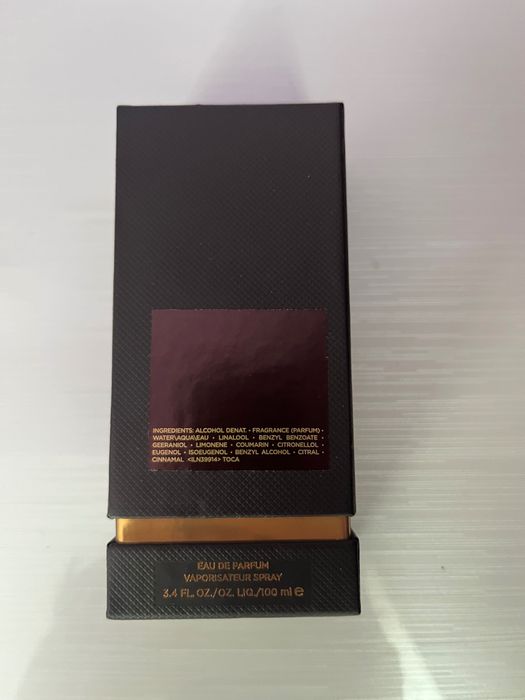 INGREDIENTS: ALCOHOL DENAT. • FRAGRANCE (PARFUM) •
WATER\AQUA\EAU • LINALOOL • BENZYL BENZOATE •
GEERANIOL • LIMONENE • COUMARIN • CITRONELLOL •
EUGENOL • ISOEUGENOL • BENZYL ALCOHOL • CITRAL •
CINNAMAL <ILN39914> TOCA
EAU DE PARFUM
VAPORISATEUR SPRAY
3.4 FL. OZ./OZ. LIQ./100 ml ℮